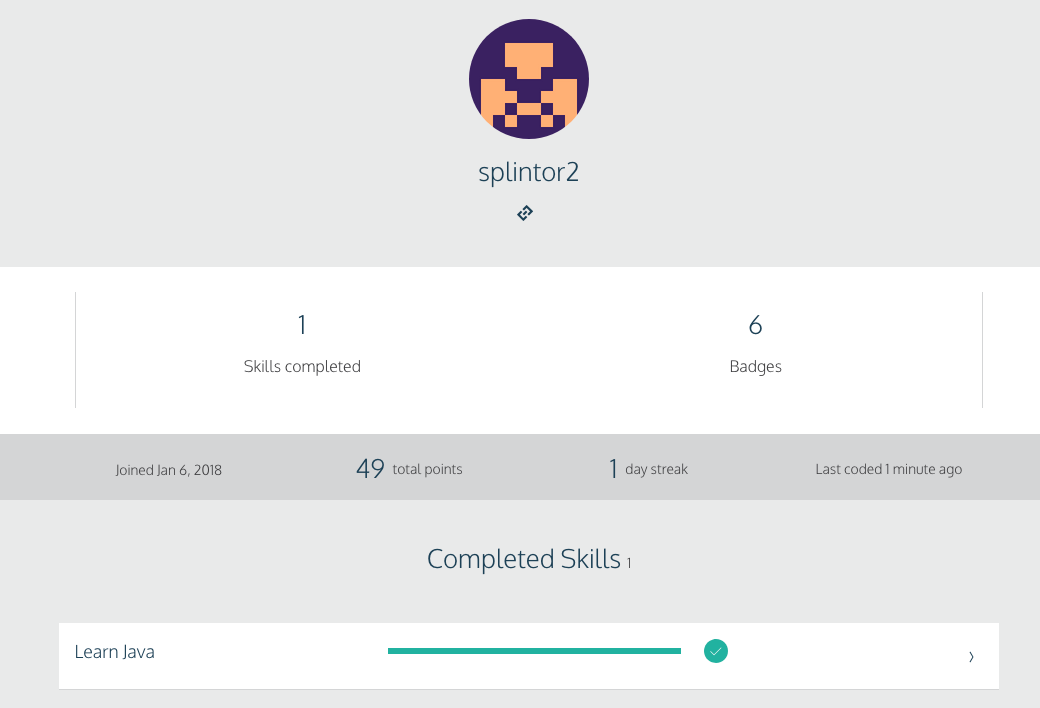 splintor2
1 6
Skills completed Badges
Joined Jan 6, 2018 49 total points 1 day streak Last coded 1 minute ago
Completed Skills 1
Learn Java